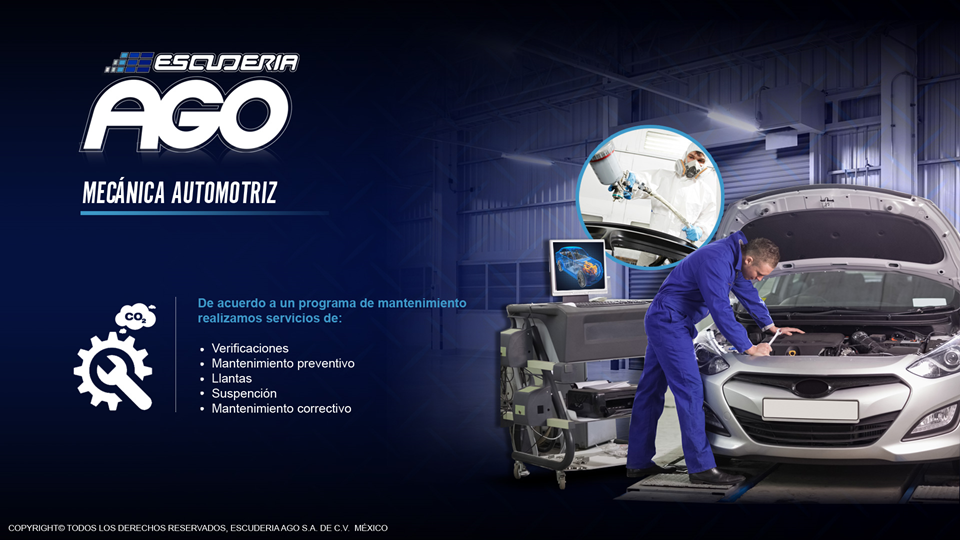 ESCUDERIA
AGO
MECÁNICA AUTOMOTRIZ
CO₂
De acuerdo a un programa de mantenimiento
realizamos servicios de:
• Verificaciones
• Mantenimiento preventivo
• Llantas
• Suspención
• Mantenimiento correctivo
COPYRIGHT© TODOS LOS DERECHOS RESERVADOS, ESCUDERIA AGO S.A. DE C.V. MÉXICO